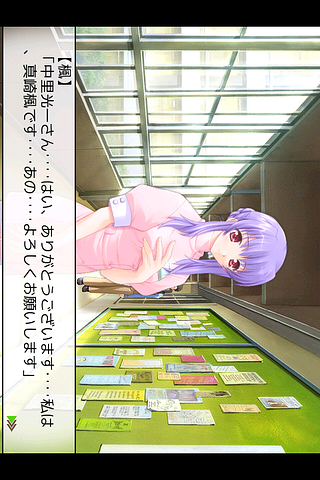 【楓】
「中里光一さん‥‥はい、ありがとうございます‥‥私は
、真崎楓です‥‥あの‥‥よろしくお願いします」